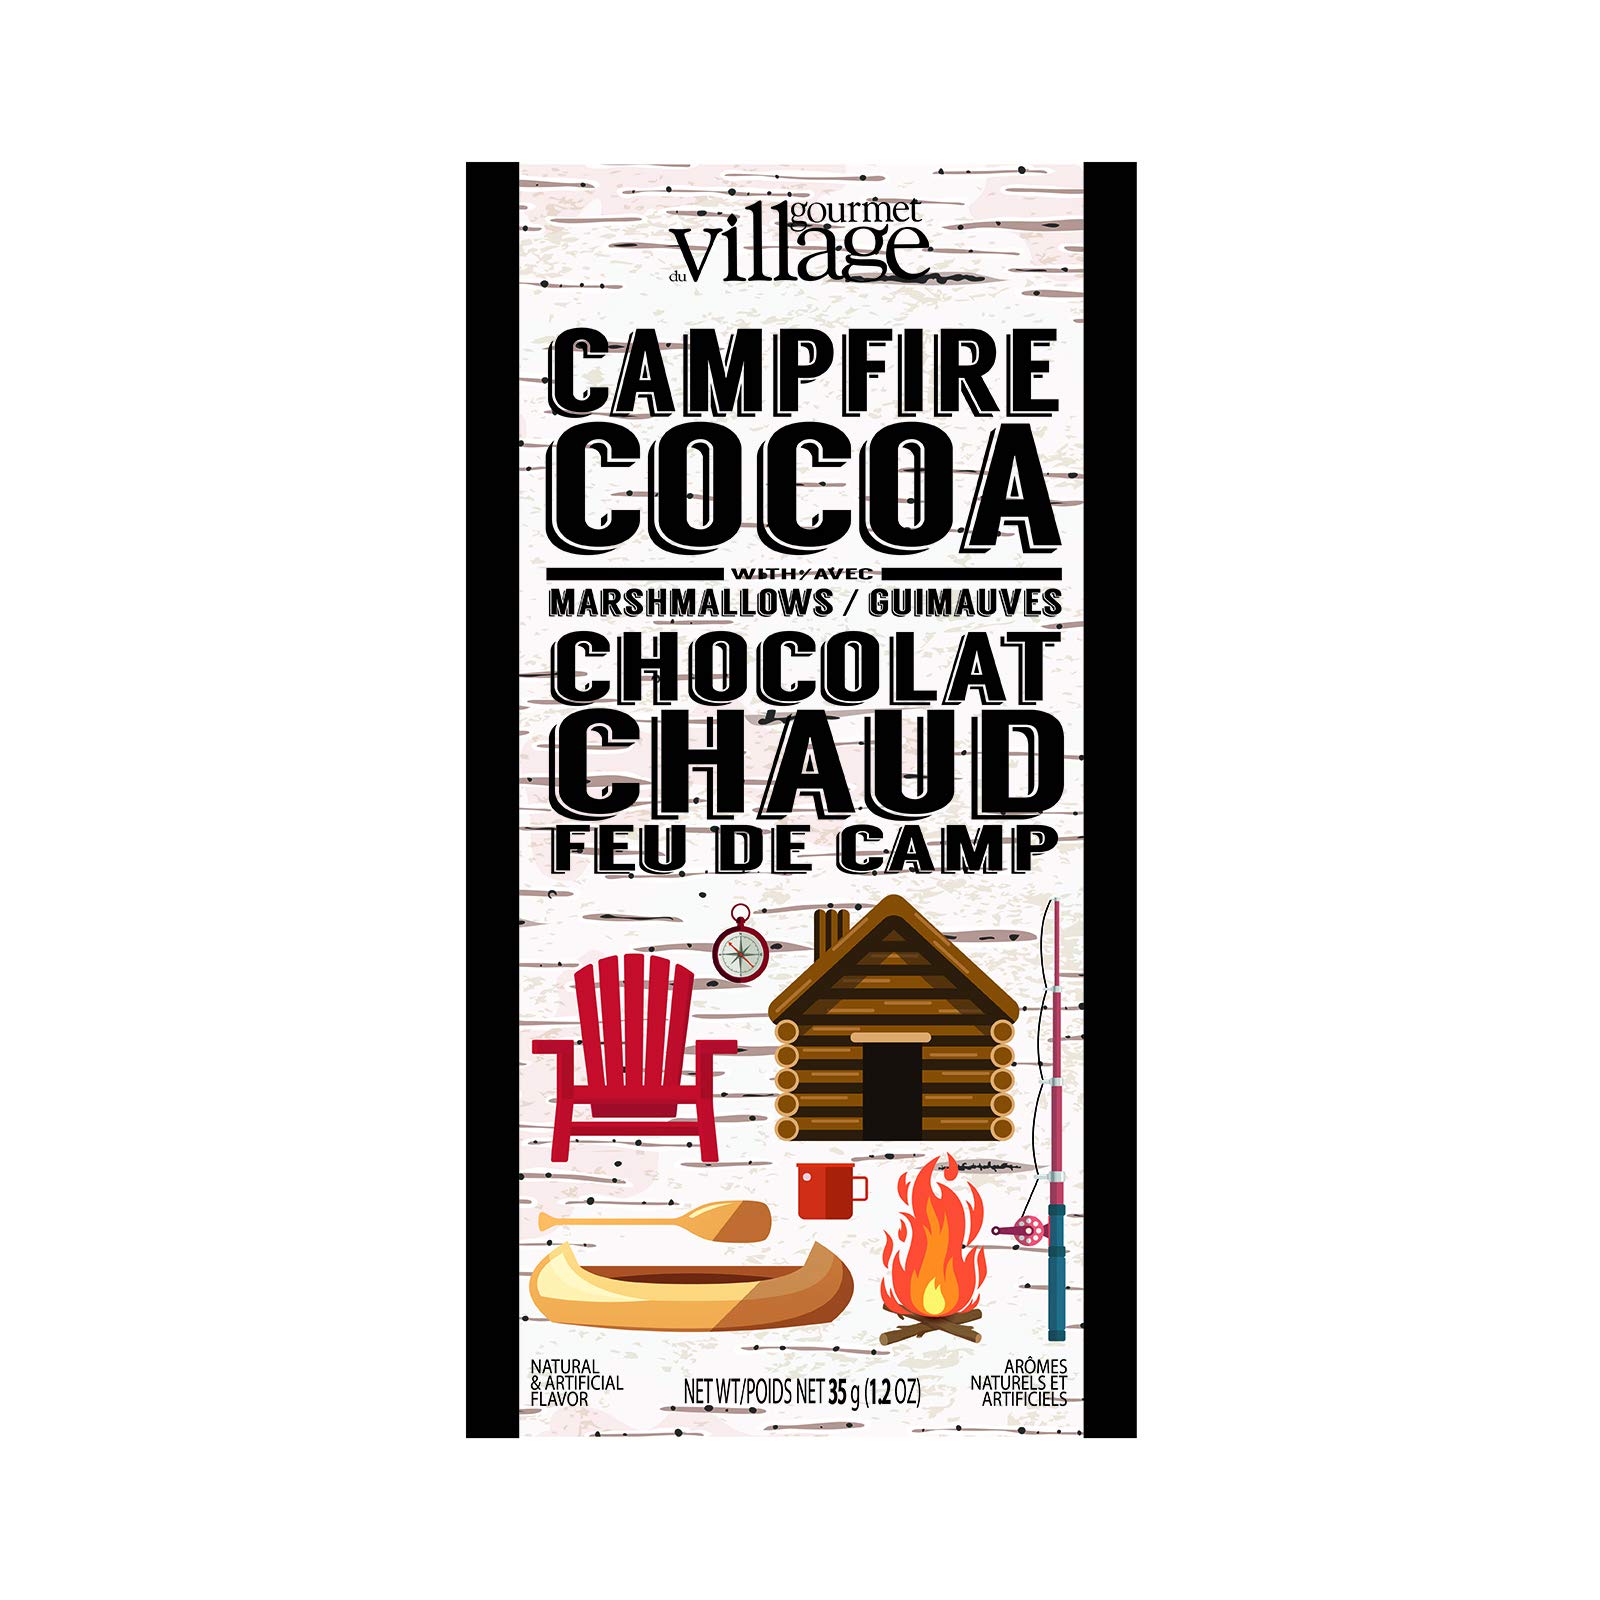 gourmet
du village
CAMPFIRE
COCOA
WITH/AVEC
MARSHMALLOWS / GUIMAUVES
CHOCOLAT
CHAUD
FEU DE CAMP
NATURAL
& ARTIFICIAL
FLAVOR
NET WT/POIDS NET 35 g (1.2 OZ)
ARÔMES
NATURELS ET
ARTIFICIELS